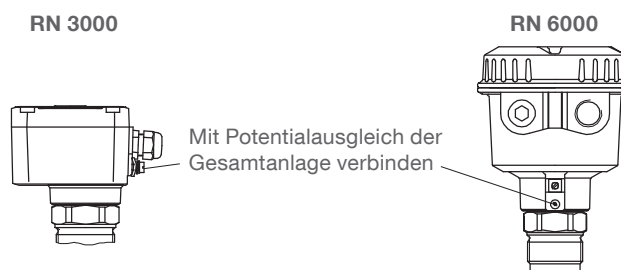 RN 3000
RN 6000
Mit Potentialausgleich der
Gesamtanlage verbinden